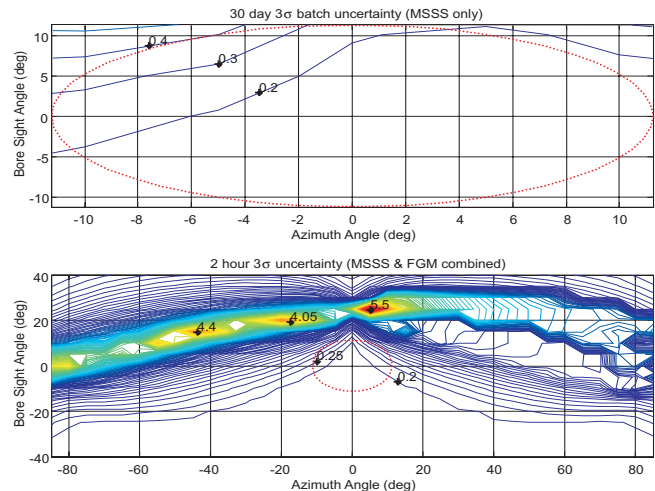 30 day 3σ batch uncertainty (MSSS only)
Bore Sight Angle (deg)
10
5
0
-5
-10
0.4
0.3
0.2
-10 -8 -6 -4 -2 0 2 4 6 8 10
Azimuth Angle (deg)
2 hour 3σ uncertainty (MSSS & FGM combined)
Bore Sight Angle (deg)
40
20
0
-20
-40
5.5
4.05
4.4
0.25
0.2
-80 -60 -40 -20 0 20 40 60 80
Azimuth Angle (deg)